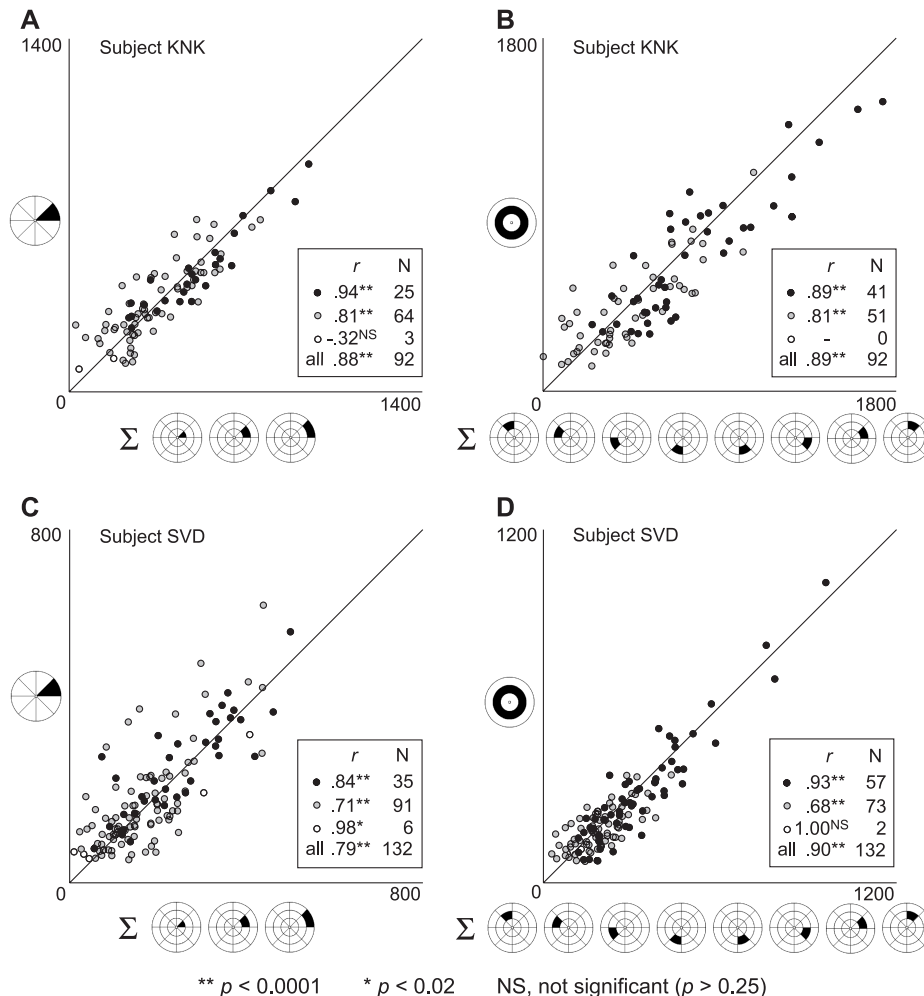 A
B
1400
Subject KNK
1800
Subject KNK
r N
● .94** 25
● .81** 64
○ -.32NS 3
all .88** 92
r N
● .89** 41
● .81** 51
○ - 0
all .89** 92
0
1400
0
1800
Σ
Σ
C
D
800
Subject SVD
1200
Subject SVD
r N
● .84** 35
● .71** 91
○ .98* 6
all .79** 132
r N
● .93** 57
● .68** 73
○ 1.00NS 2
all .90** 132
0
800
0
1200
Σ
Σ
** p < 0.0001 * p < 0.02 NS, not significant (p > 0.25)